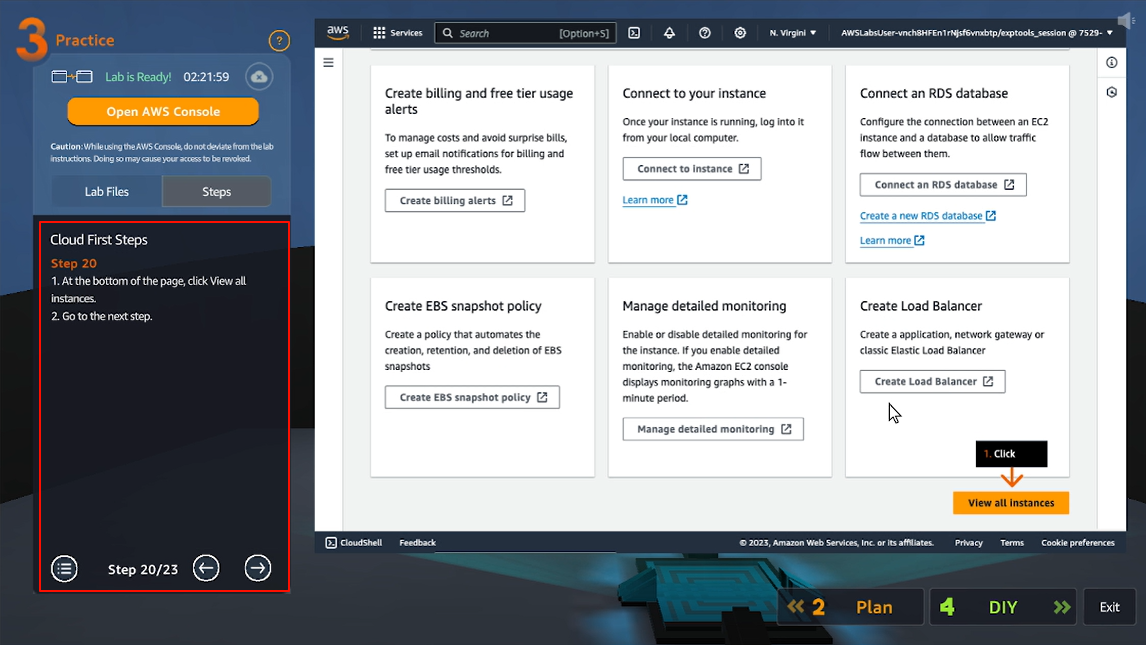 3 Practice
?
Lab is Ready! 02:21:59
Open AWS Console
Caution: While using the AWS Console, do not deviate from the lab
instructions. Doing so may cause your access to be revoked.
Lab Files Steps
Cloud First Steps
Step 20
1. At the bottom of the page, click View all
instances.
2. Go to the next step.
Step 20/23
aws Services Search [Option+S] N. Virgini AWSLabsUser-vnch8HFEn1rNjsf6vnxbtp/exptools_session @ 7529-
Create billing and free tier usage
alerts
To manage costs and avoid surprise bills,
set up email notifications for billing and
free tier usage thresholds.
Create billing alerts
Connect to your instance
Once your instance is running, log into it
from your local computer.
Connect to instance
Learn more
Connect an RDS database
Configure the connection between an EC2
instance and a database to allow traffic
flow between them.
Connect an RDS database
Create a new RDS database
Learn more
Create EBS snapshot policy
Create a policy that automates the
creation, retention, and deletion of EBS
snapshots
Create EBS snapshot policy
Manage detailed monitoring
Enable or disable detailed monitoring for
the instance. If you enable detailed
monitoring, the Amazon EC2 console
displays monitoring graphs with a 1-
minute period.
Manage detailed monitoring
Create Load Balancer
Create a application, network gateway or
classic Elastic Load Balancer
Create Load Balancer
1. Click
View all instances
CloudShell Feedback © 2023, Amazon Web Services, Inc. or its affiliates. Privacy Terms Cookie preferences
2 Plan
4 DIY
Exit